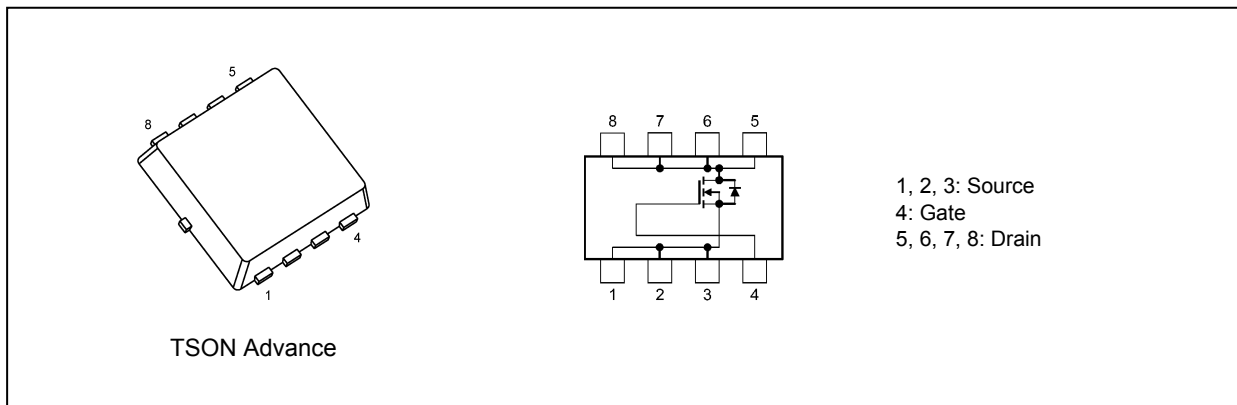 5
8
4
1
TSON Advance
8 7 6 5
1 2 3 4
1, 2, 3: Source
4: Gate
5, 6, 7, 8: Drain